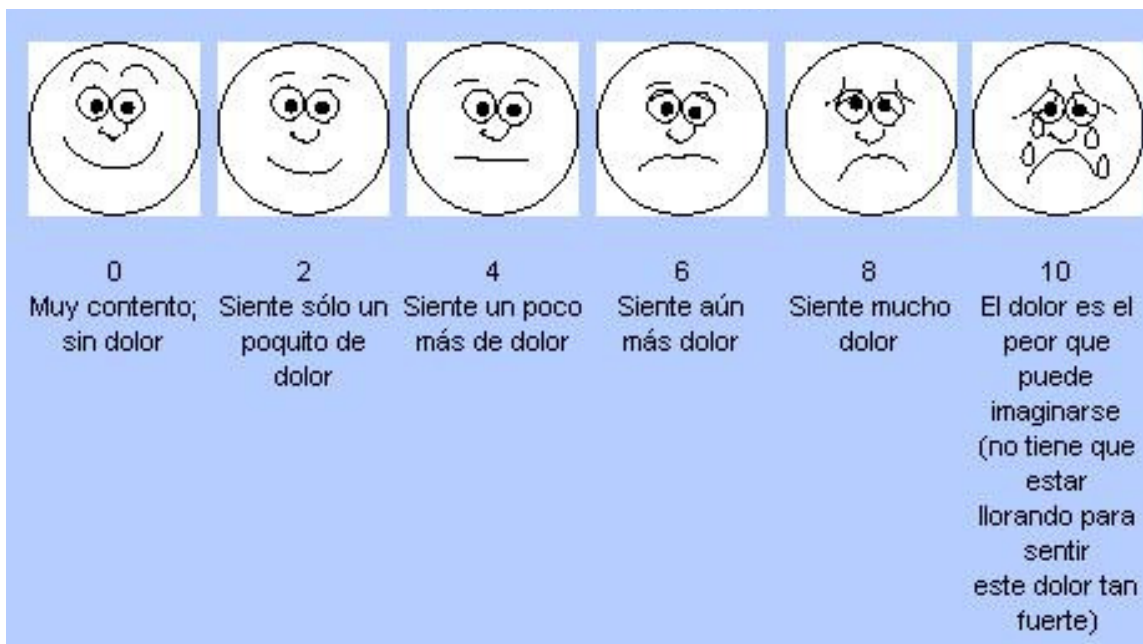 0
Muy contento;
sin dolor
2
Siente sólo un
poquito de
dolor
4
Siente un poco
más de dolor
6
Siente aún
más dolor
8
Siente mucho
dolor
10
El dolor es el
peor que
puede
imaginarse
(no tiene que
estar
llorando para
sentir
este dolor tan
fuerte)